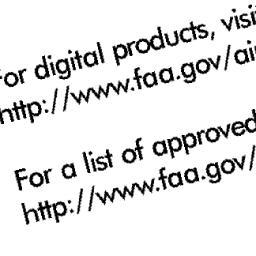 for digital products, visi
http://www.faa.gov/ai
For a list of approved
http://www.faa.gov/